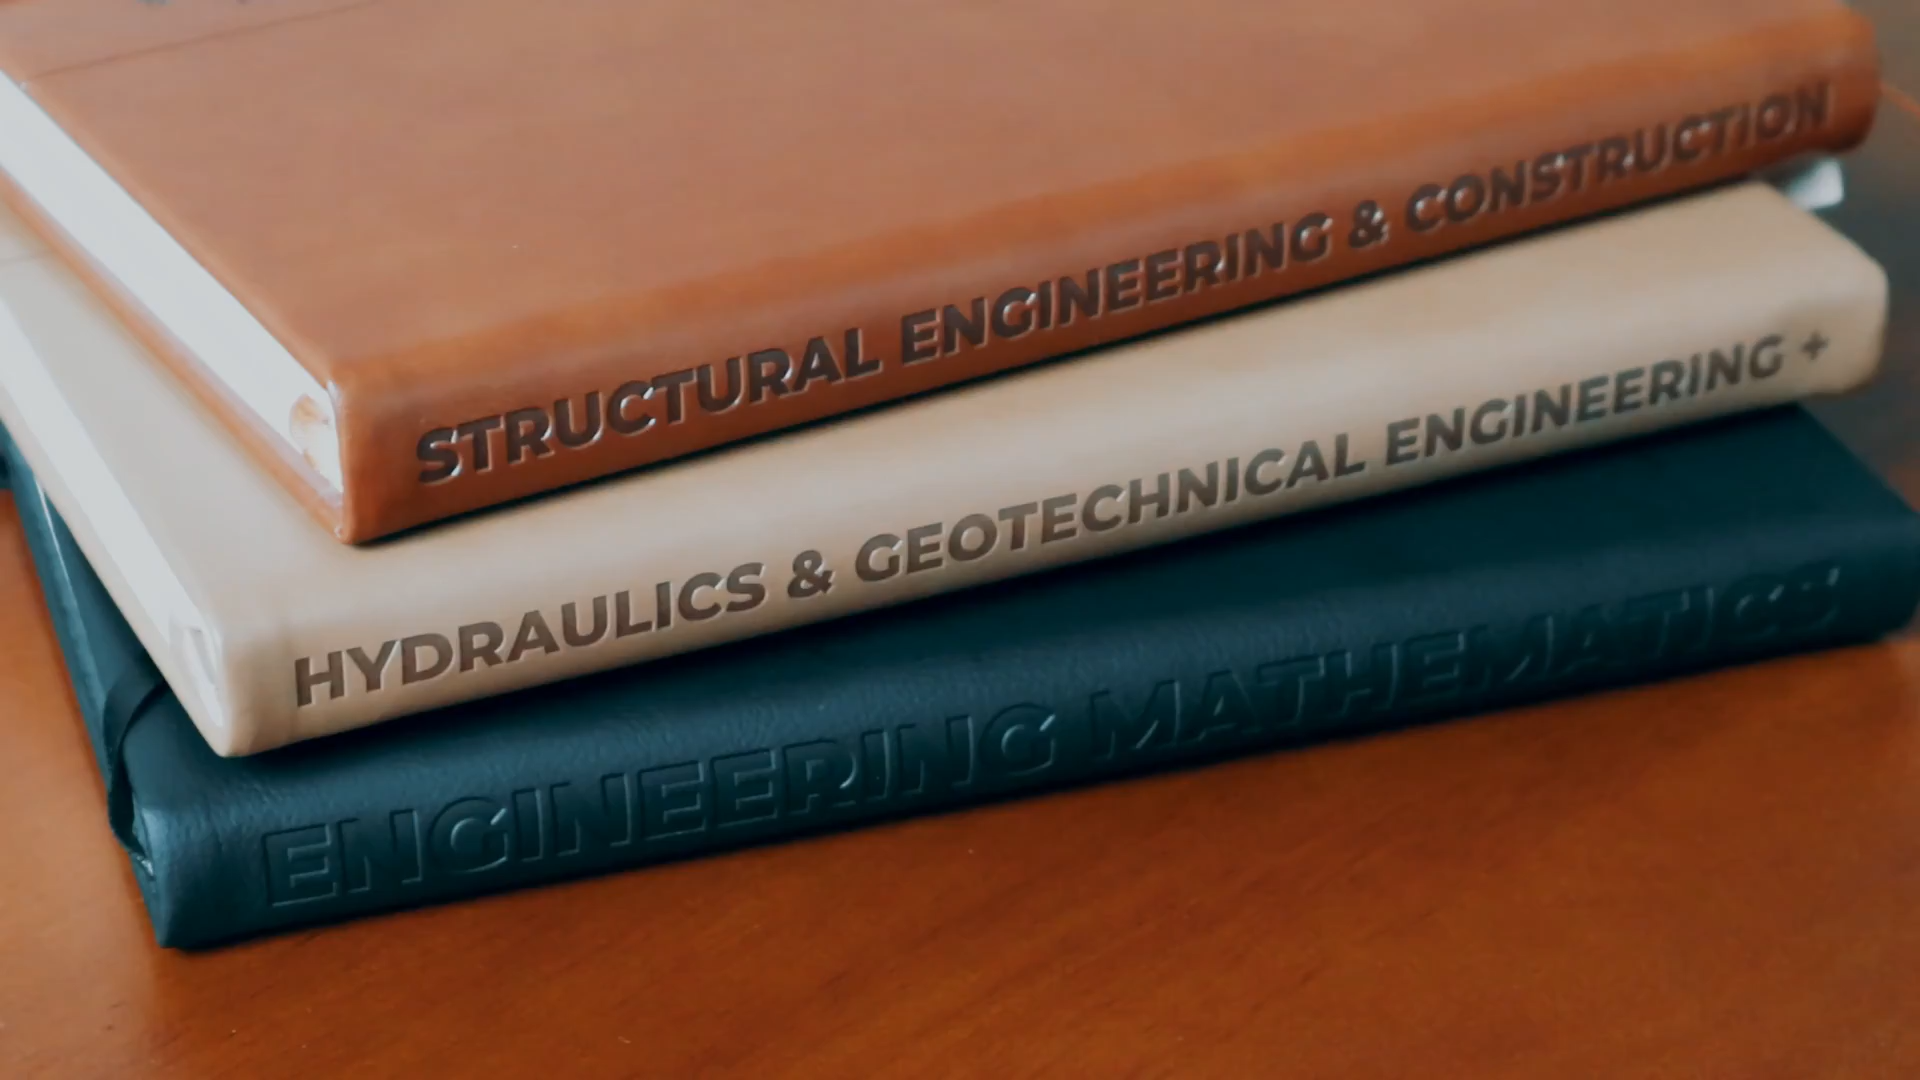 STRUCTURAL ENGINEERING & CONSTRUCTION
HYDRAULICS & GEOTECHNICAL ENGINEERING +
ENGINEERING MATHEMATICS